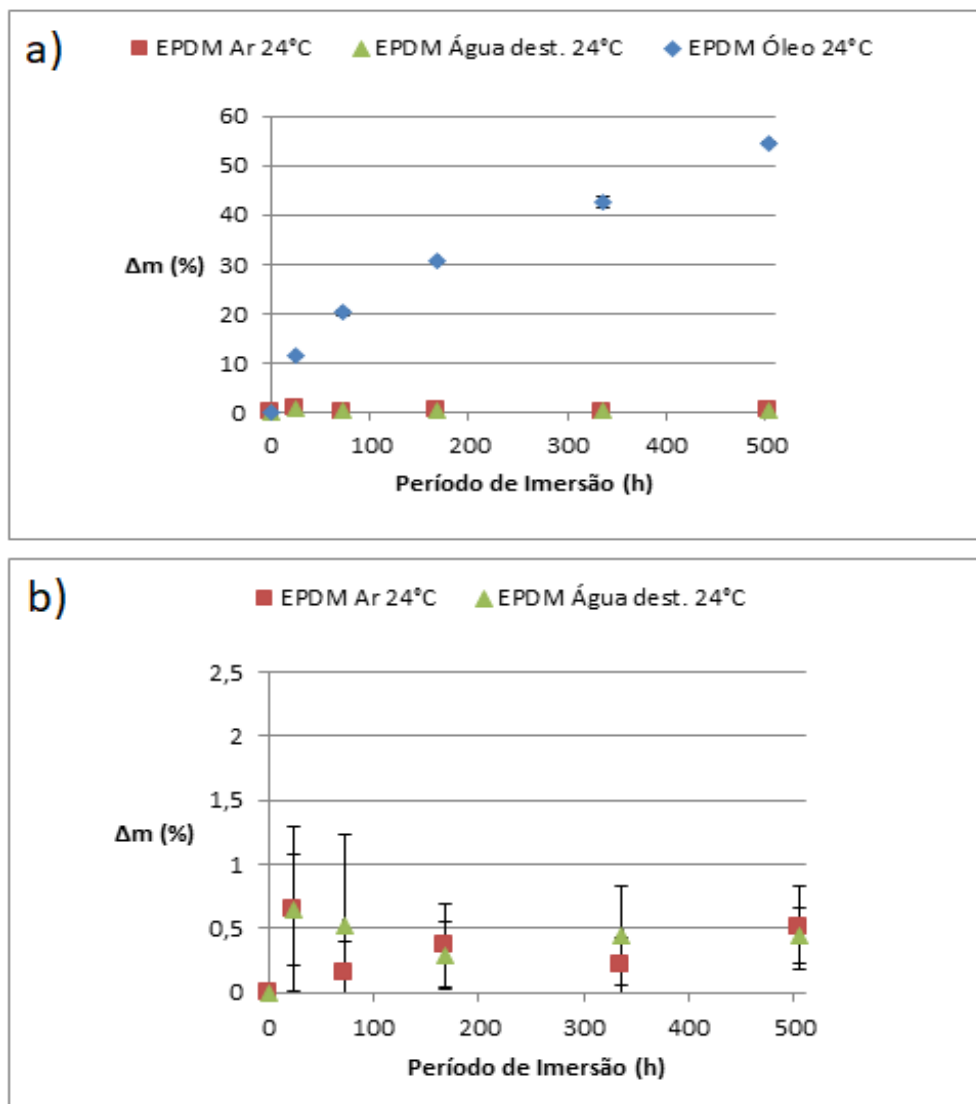 a)
EPDM Ar 24°C EPDM Água dest. 24°C EPDM Óleo 24°C
60
50
40
Δm (%) 30
20
10
0
0 100 200 300 400 500
Período de Imersão (h)
b)
EPDM Ar 24°C EPDM Água dest. 24°C
2,5
2
1,5
Δm (%)
1
0,5
0
0 100 200 300 400 500
Período de Imersão (h)